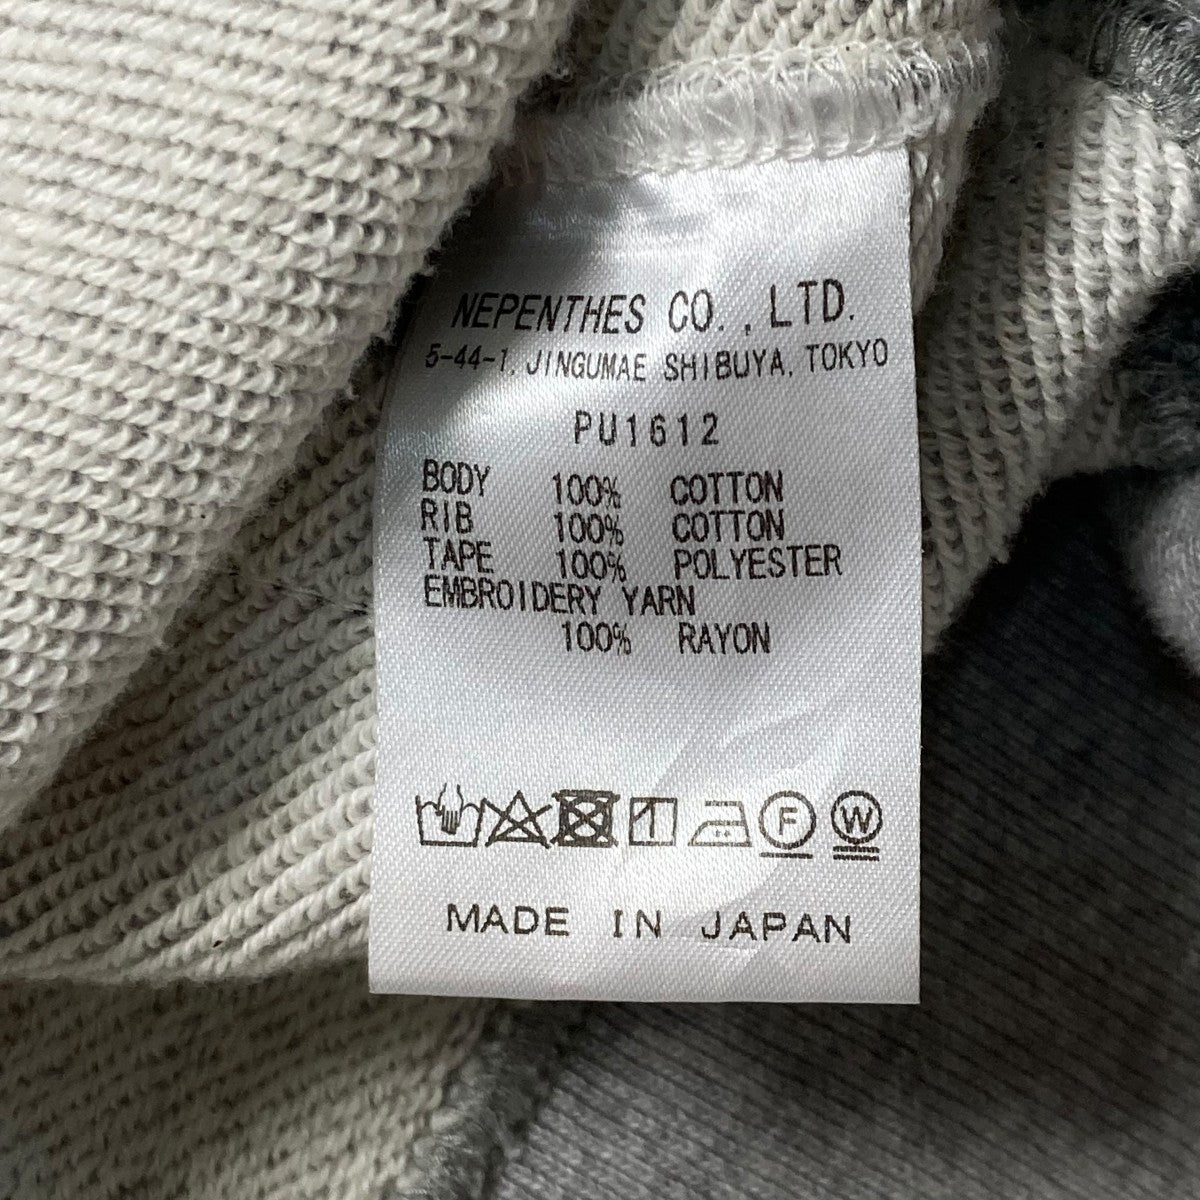 NEPENTHES CO., LTD.
5-44-1, JINGUMAE SHIBUYA, TOKYO
PU1612
BODY 100% COTTON
RIB 100% COTTON
TAPE 100% POLYESTER
EMBROIDERY YARN
100% RAYON
F W
MADE IN JAPAN